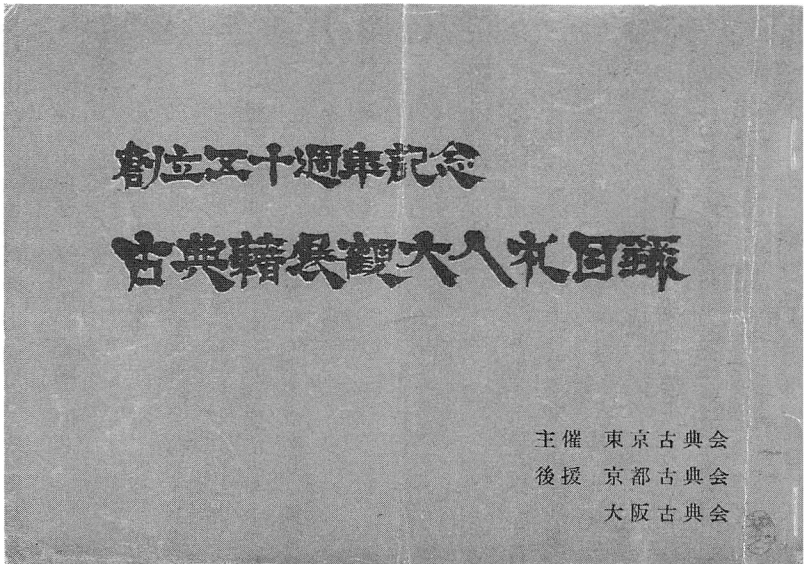 創立五十週年記念
古典籍展観大入札目録
主催 東京古典会
後援 京都古典会
大阪古典会